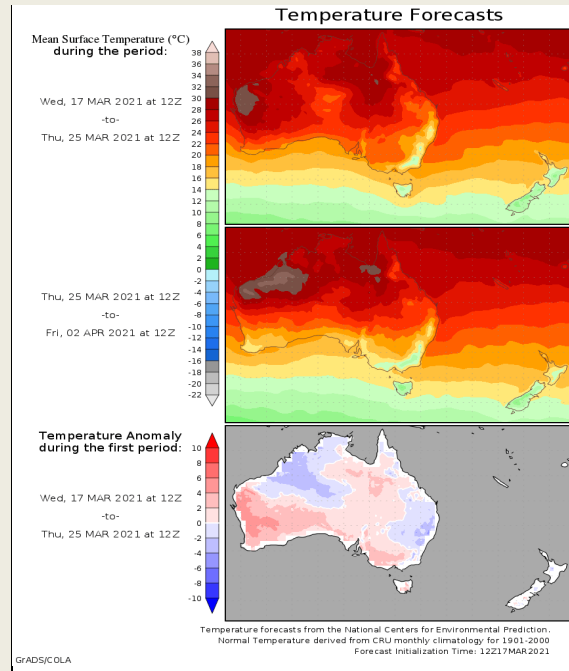 Temperature Forecasts
Mean Surface Temperature (°C)
during the period:
38
36
34
32
30
28
26
24
22
20
18
16
14
12
10
8
6
4
2
0
-2
-4
-6
-8
-10
-12
-14
-16
-18
-20
-22
Wed, 17 MAR 2021 at 12Z
-to-
Thu, 25 MAR 2021 at 12Z
Thu, 25 MAR 2021 at 12Z
-to-
Fri, 02 APR 2021 at 12Z
Temperature Anomaly
during the first period:
10
8
6
4
2
0
-2
-4
-6
-8
-10
Wed, 17 MAR 2021 at 12Z
-to-
Thu, 25 MAR 2021 at 12Z
Temperature forecasts from the National Centers for Environmental Prediction.
Normal Temperature derived from CRU monthly climatology for 1901-2000
Forecast Initialization Time: 12Z17MAR2021
GrADS/COLA